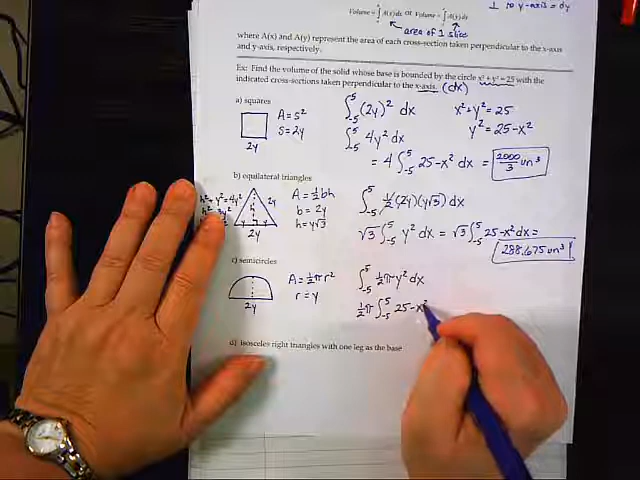 ⊥ to y-axis = dy
Volume = ∫ A(x) dx or Volume = ∫ A(y) dy
area of 1 slice
where A(x) and A(y) represent the area of each cross-section taken perpendicular to the x-axis
and y-axis, respectively.
Ex: Find the volume of the solid whose base is bounded by the circle x² + y² = 25 with the
indicated cross-sections taken perpendicular to the x-axis. (dx)
a) squares
A = s²
s = 2y
2y
∫₋₅⁵ (2y)² dx
x² + y² = 25
∫₋₅⁵ 4y² dx
y² = 25 - x²
= 4 ∫₋₅⁵ 25 - x² dx = 2000/3 un³
b) equilateral triangles
h² + y² = 4y²
h² = 3y²
h
2y
y y
2y
A = ½bh
b = 2y
h = y√3
∫₋₅⁵ ½(2y)(y√3) dx
√3 ∫₋₅⁵ y² dx = √3 ∫₋₅⁵ 25 - x² dx =
288.675 un³
c) semicircles
2y
A = ½πr²
r = y
∫₋₅⁵ ½πy² dx
½π ∫₋₅⁵ 25 - x²
d) isosceles right triangles with one leg as the base